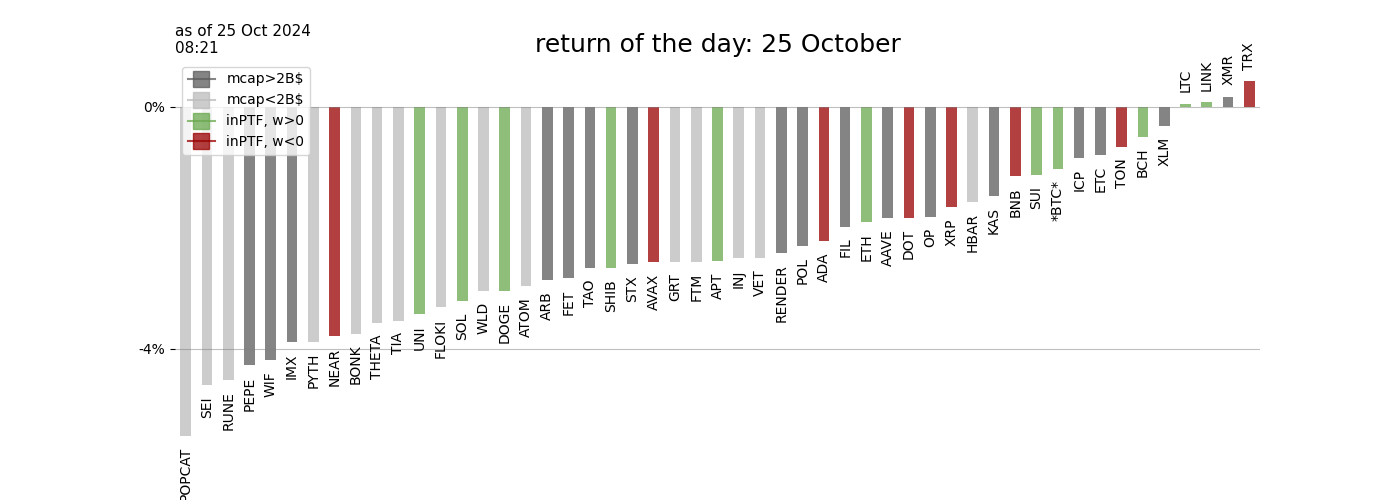 as of 25 Oct 2024
08:21
return of the day: 25 October
mcap>2B$
mcap<2B$
inPTF, w>0
inPTF, w<0
0%
-4%
POPCAT
SEI
RUNE
PEPE
WIF
IMX
PYTH
NEAR
BONK
THETA
TIA
UNI
FLOKI
SOL
WLD
DOGE
ATOM
ARB
FET
TAO
SHIB
STX
AVAX
GRT
FTM
APT
INJ
VET
RENDER
POL
ADA
FIL
ETH
AAVE
DOT
OP
XRP
HBAR
KAS
BNB
SUI
*BTC*
ICP
ETC
TON
BCH
XLM
LTC
LINK
XMR
TRX